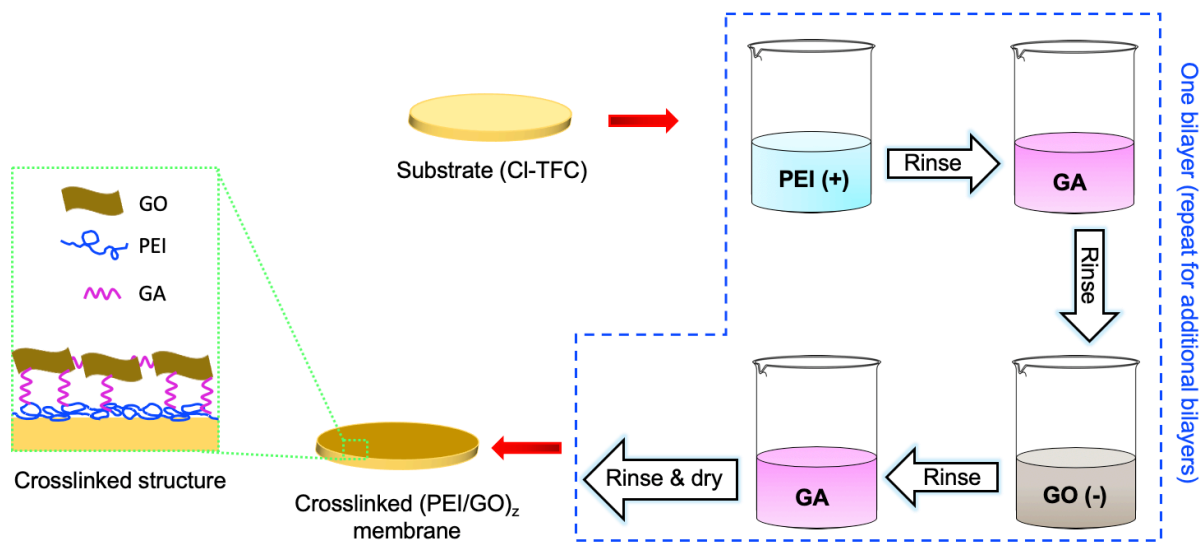 Substrate (Cl-TFC)
PEI (+)
Rinse
GA
Rinse
GO (-)
Rinse
GA
Rinse & dry
One bilayer (repeat for additional bilayers)
Crosslinked (PEI/GO)z
membrane
GO
PEI
GA
Crosslinked structure